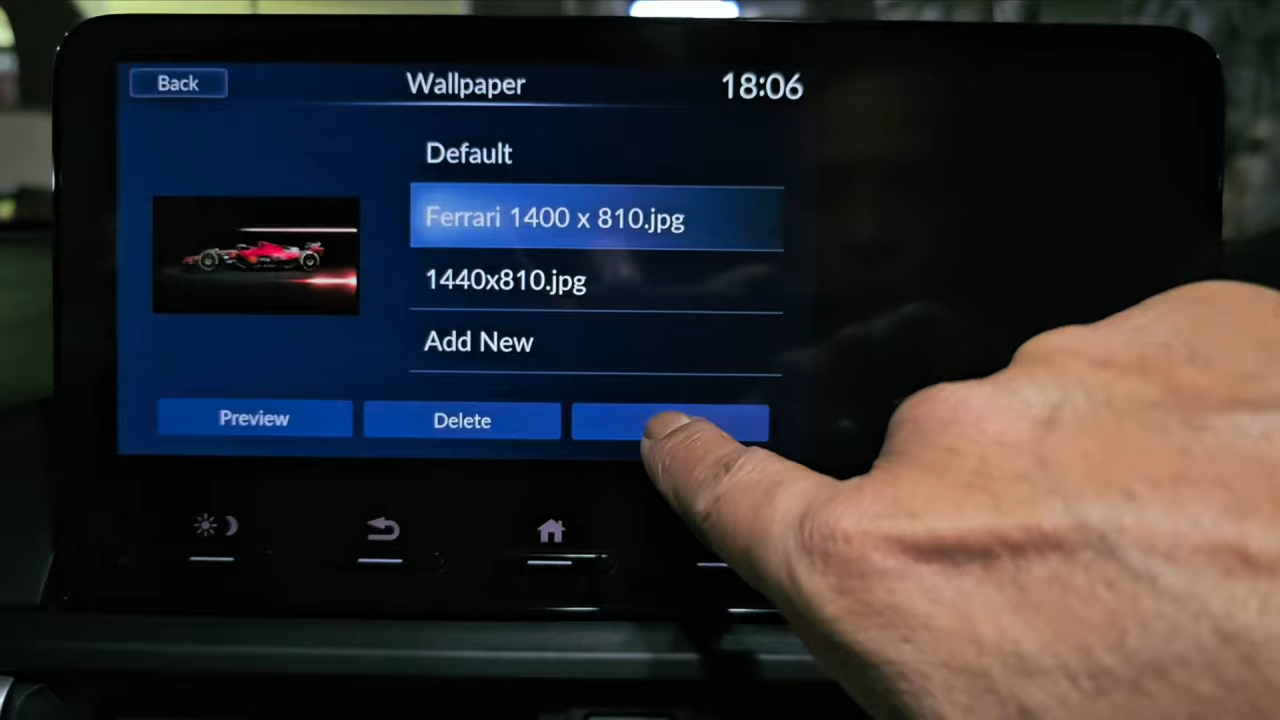 Back
Wallpaper
18:06
Default
Ferrari 1400 x 810.jpg
1440x810.jpg
Add New
Preview
Delete